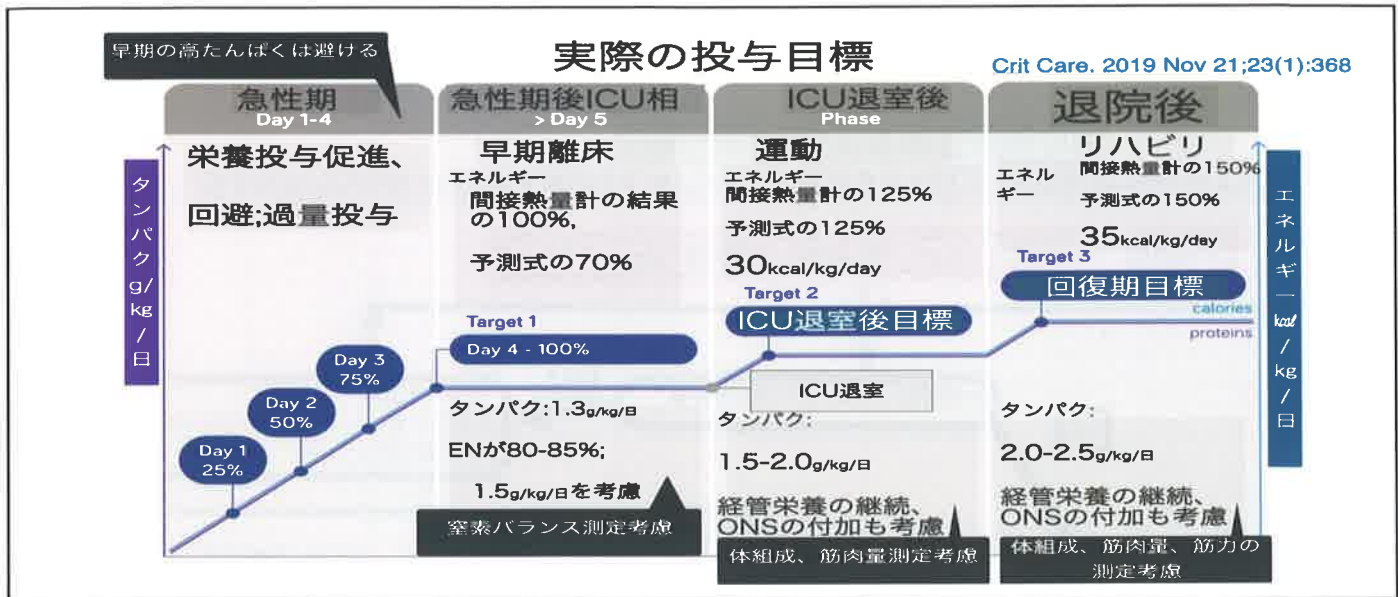 早期の高たんぱくは避ける
実際の投与目標
Crit Care. 2019 Nov 21;23(1):368
急性期
Day 1-4
急性期後ICU相
> Day 5
ICU退室後
Phase
退院後
タンパク g/kg/日
栄養投与促進、
回避;過量投与
Day 1
25%
Day 2
50%
Day 3
75%
早期離床
エネルギー
間接熱量計の結果
の100%,
予測式の70%
Target 1
Day 4 - 100%
タンパク:1.3g/kg/日
ENが80-85%;
1.5g/kg/日を考慮
窒素バランス測定考慮
運動
エネルギー
間接熱量計の125%
予測式の125%
30kcal/kg/day
Target 2
ICU退室後目標
ICU退室
タンパク:
1.5-2.0g/kg/日
経管栄養の継続、
ONSの付加も考慮
体組成、筋肉量測定考慮
リハビリ
エネル
ギー
間接熱量計の150%
予測式の150%
35kcal/kg/day
Target 3
回復期目標
calories
proteins
タンパク:
2.0-2.5g/kg/日
経管栄養の継続、
ONSの付加も考慮
体組成、筋肉量、筋力の
測定考慮
エネルギー kcal/kg/日